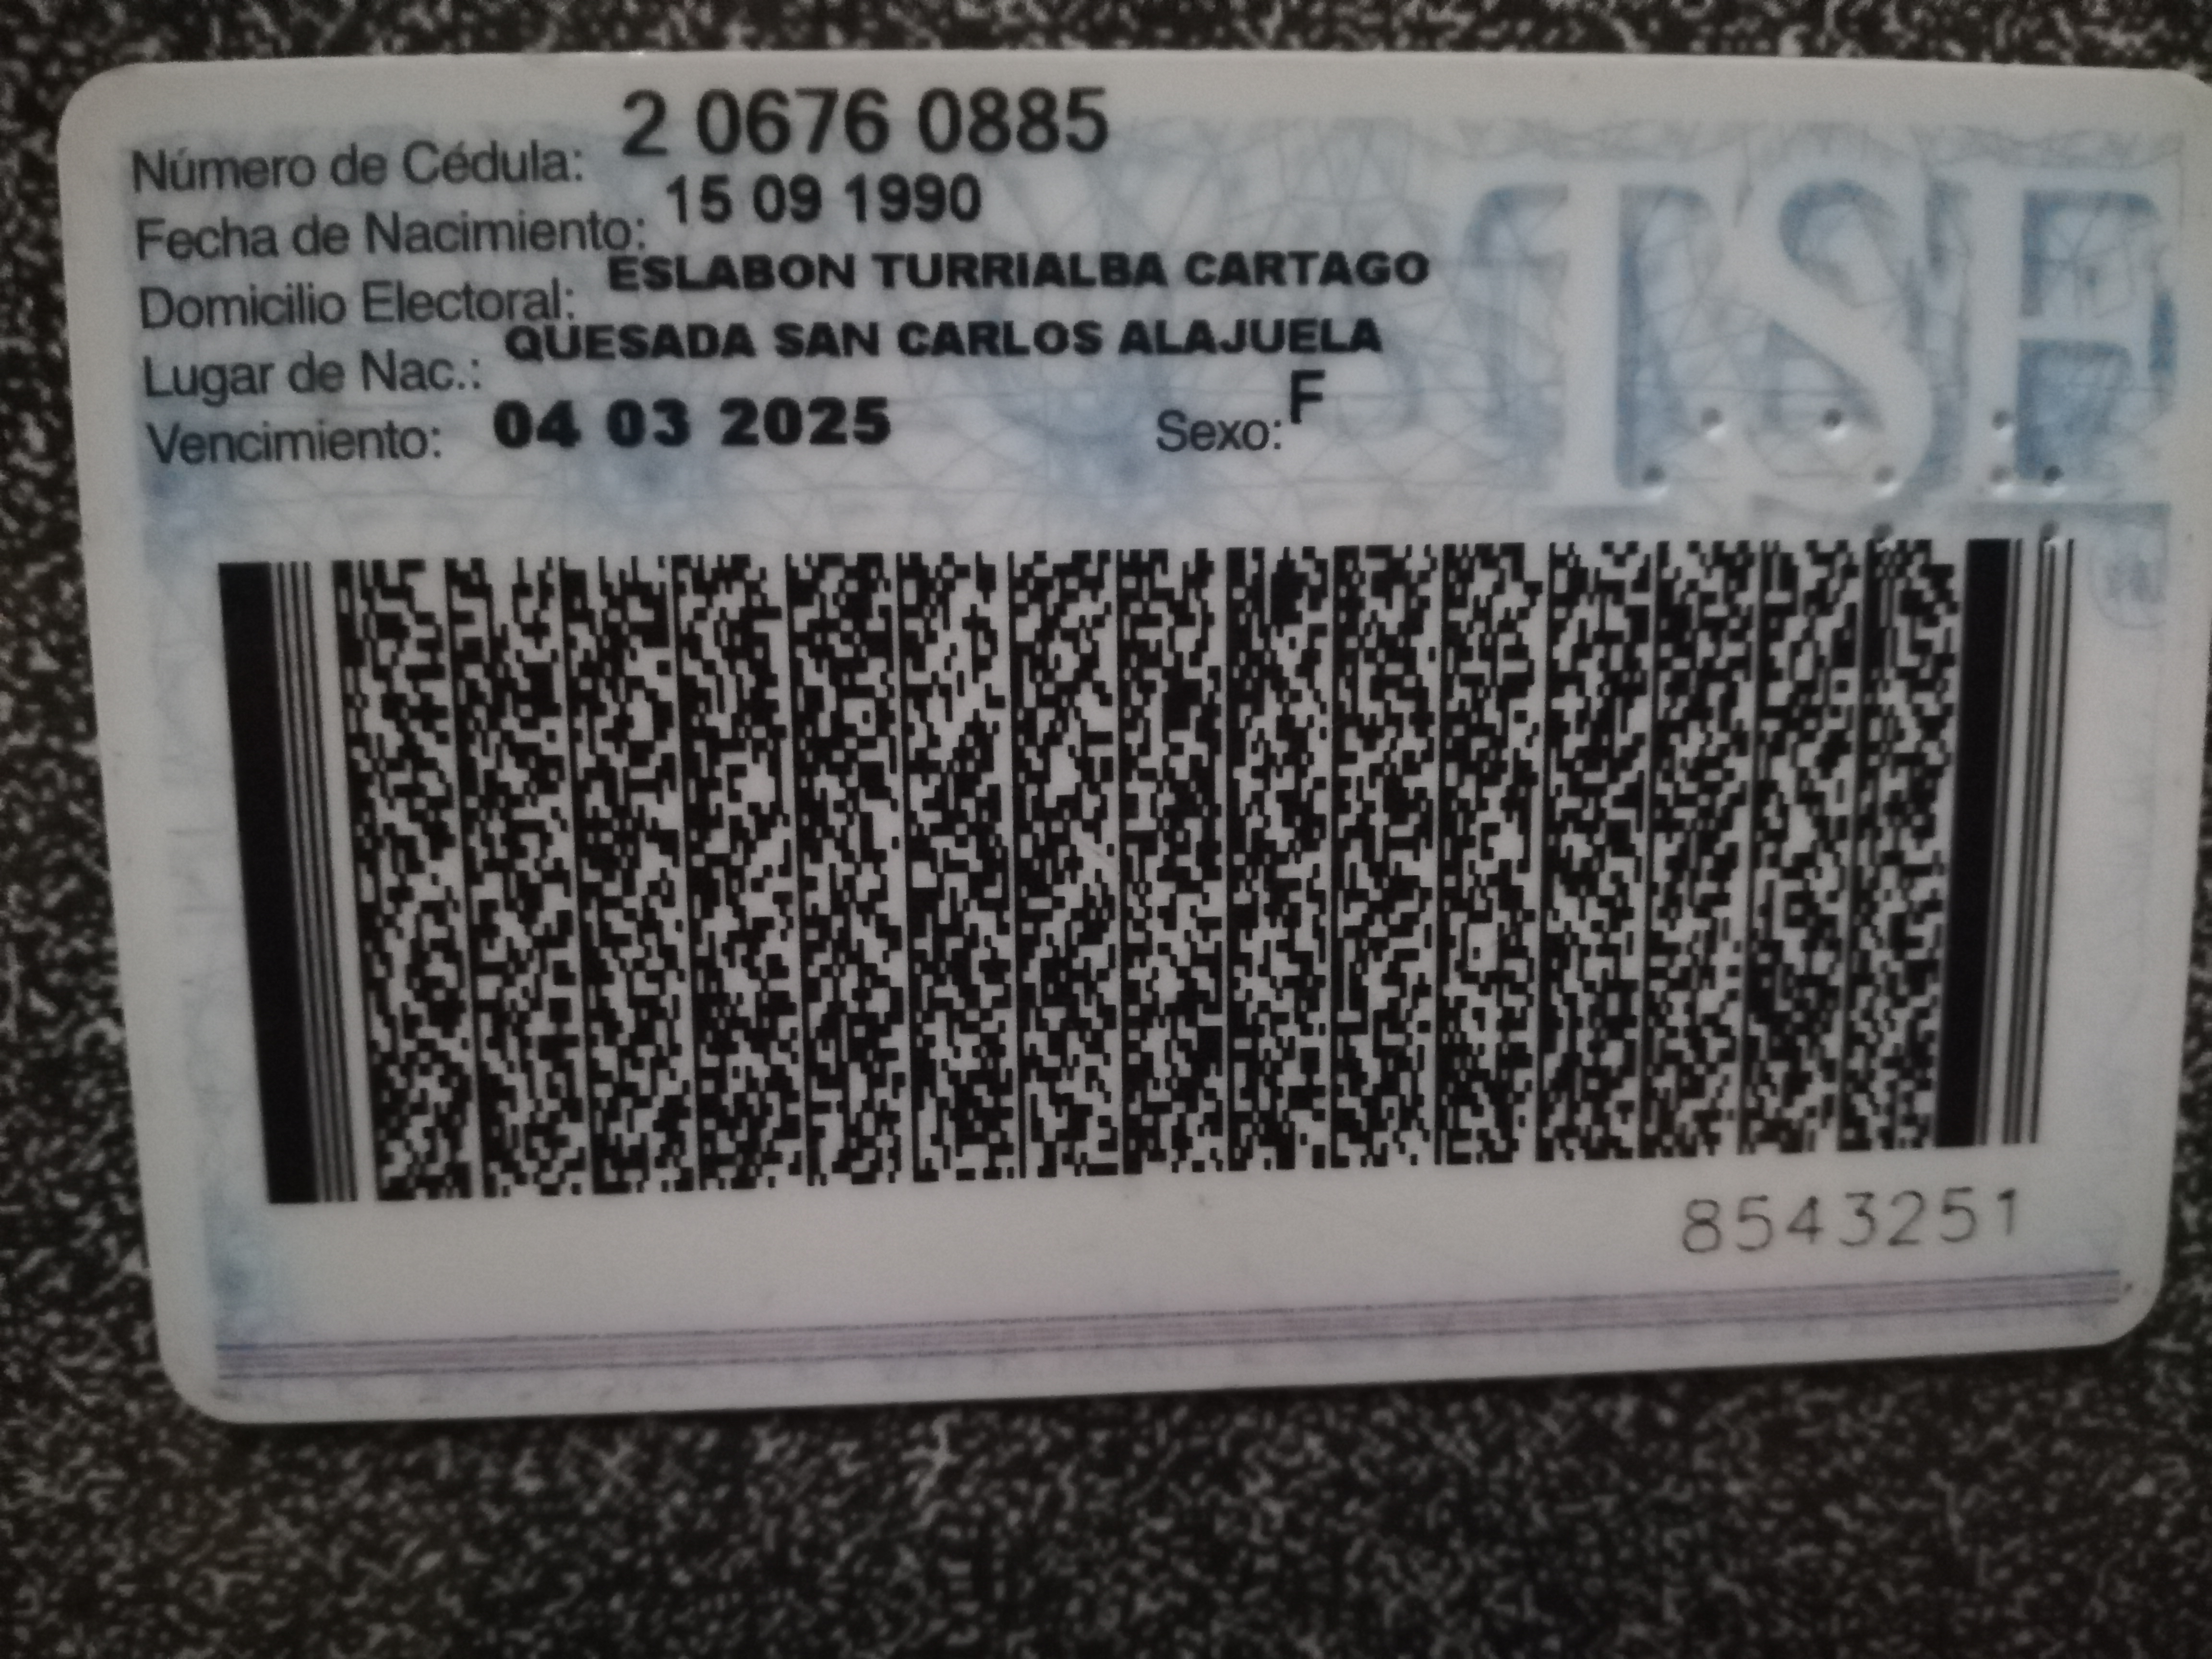 Número de Cédula: 2 0676 0885
Fecha de Nacimiento: 15 09 1990
Domicilio Electoral: ESLABON TURRIALBA CARTAGO
Lugar de Nac.: QUESADA SAN CARLOS ALAJUELA
Vencimiento: 04 03 2025 Sexo: F
TSE
8543251